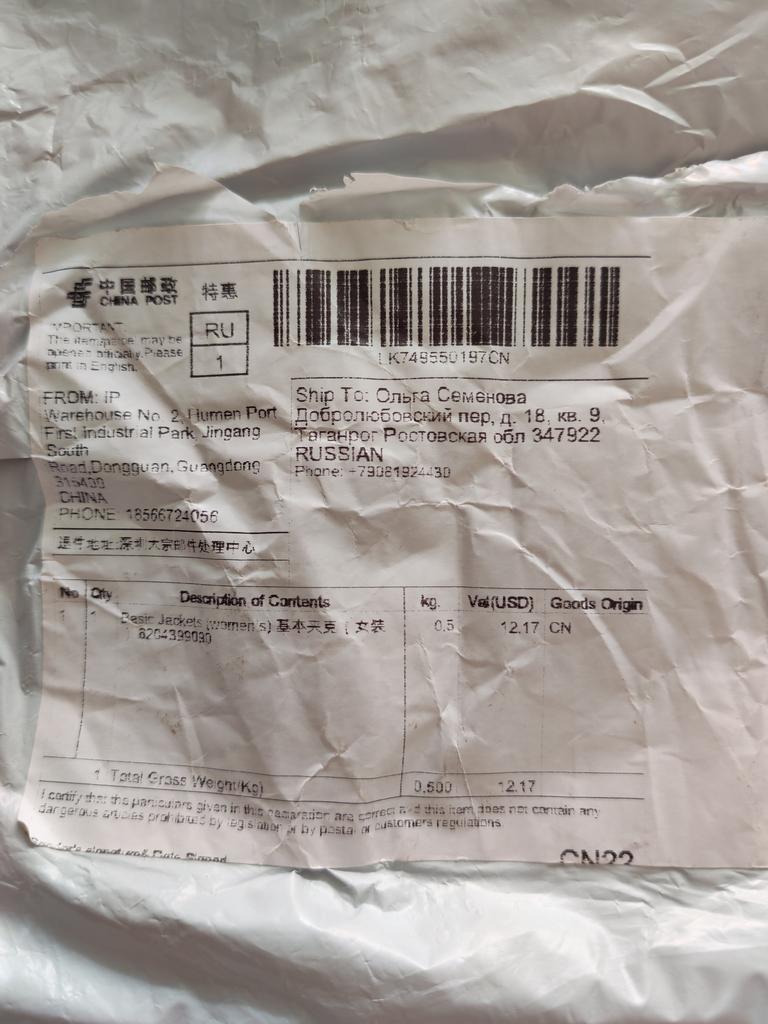 中国邮政
CHINA POST
特惠
IMPORTANT:
The item/parcel may be
opened officially. Please
print in English.
RU
1
LK749550197CN
FROM: IP
Warehouse No. 2, Humen Port
First Industrial Park, Jingang
South
Road,Dongguan, Guangdong
CHINA
PHONE: 18566724056
Ship To: Ольга Семенова
Добролюбовский пер, д. 18, кв. 9,
Таганрог Ростовская обл 347922
RUSSIAN
Phone: +79081924430
退件地址:深圳大宗邮件处理中心
No Qty Description of Contents kg. Val(USD) Goods Origin
1 1 Basic Jackets (women's) 基本夹克 ( 女装 0.5 12.17 CN
) 6204399090
1 Total Gross Weight(Kg) 0.500 12.17
I certify that the particulars given in this declaration are correct and this item does not contain any
dangerous articles prohibited by legislation or by postal or customers regulations
Sender's signature& Date Signed
CN22